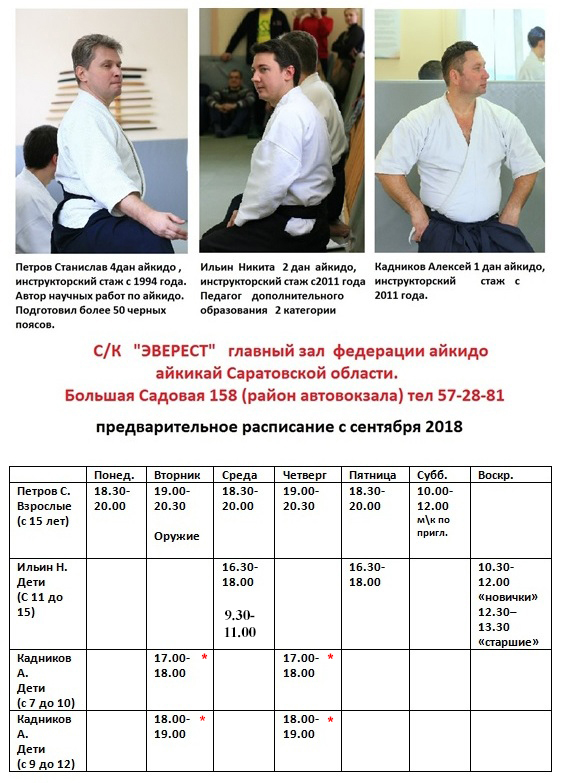 Петров Станислав 4дан айкидо ,
инструкторский стаж с 1994 года.
Автор научных работ по айкидо.
Подготовил более 50 черных
поясов.
Ильин Никита 2 дан айкидо,
инструкторский стаж с2011 года
Педагог дополнительного
образования 2 категории
Кадников Алексей 1 дан айкидо,
инструкторский стаж с
2011 года.
С/К "ЭВЕРЕСТ" главный зал федерации айкидо
айкикай Саратовской области.
Большая Садовая 158 (район автовокзала) тел 57-28-81
предварительное расписание с сентября 2018
Понед. Вторник Среда Четверг Пятница Субб. Воскр.
Петров С. 18.30- 19.00- 18.30- 19.00- 18.30- 10.00-
Взрослые 20.00 20.30 20.00 20.30 20.00 12.00
(с 15 лет) м\к по
Оружие пригл.
Ильин Н. 16.30- 16.30- 10.30-
Дети 18.00 18.00 12.00
(С 11 до «новички»
15) 9.30- 12.30–
11.00 13.30
«старшие»
Кадников 17.00- * 17.00- *
А. 18.00 18.00
Дети
(с 7 до 10)
Кадников 18.00- * 18.00- *
А. 19.00 19.00
Дети
(с 9 до 12)